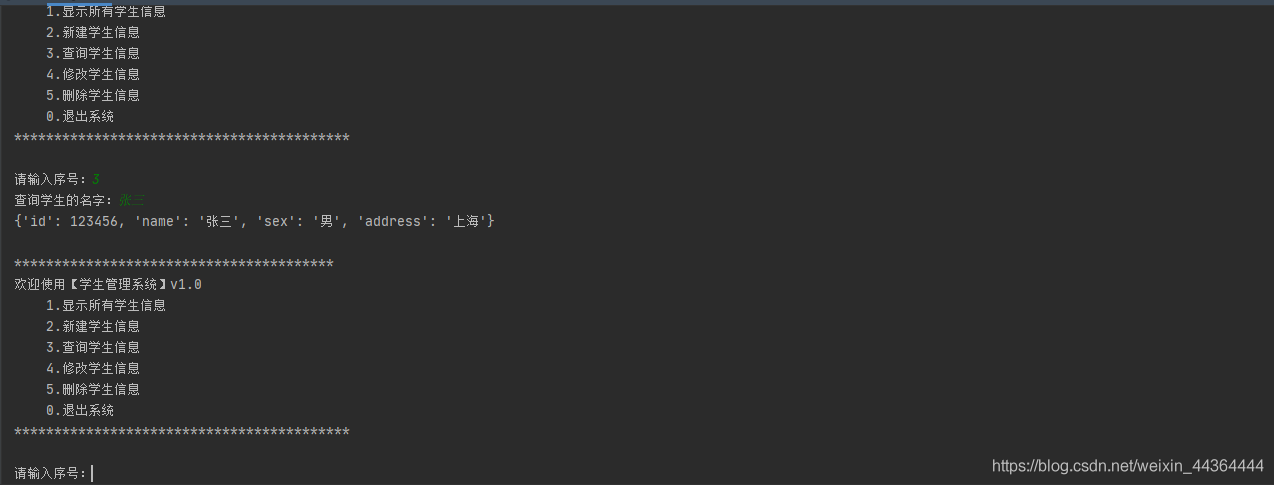 1.显示所有学生信息
2.新建学生信息
3.查询学生信息
4.修改学生信息
5.删除学生信息
0.退出系统
******************************************

请输入序号：3
查询学生的名字：张三
{'id': 123456, 'name': '张三', 'sex': '男', 'address': '上海'}

****************************************
欢迎使用【学生管理系统】v1.0
1.显示所有学生信息
2.新建学生信息
3.查询学生信息
4.修改学生信息
5.删除学生信息
0.退出系统
******************************************

请输入序号：
https://blog.csdn.net/weixin_44364444